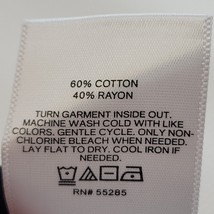 60% COTTON
40% RAYON
TURN GARMENT INSIDE OUT.
MACHINE WASH COLD WITH LIKE
COLORS. GENTLE CYCLE. ONLY NON-
CHLORINE BLEACH WHEN NEEDED.
LAY FLAT TO DRY. COOL IRON IF
NEEDED.
RN# 55285